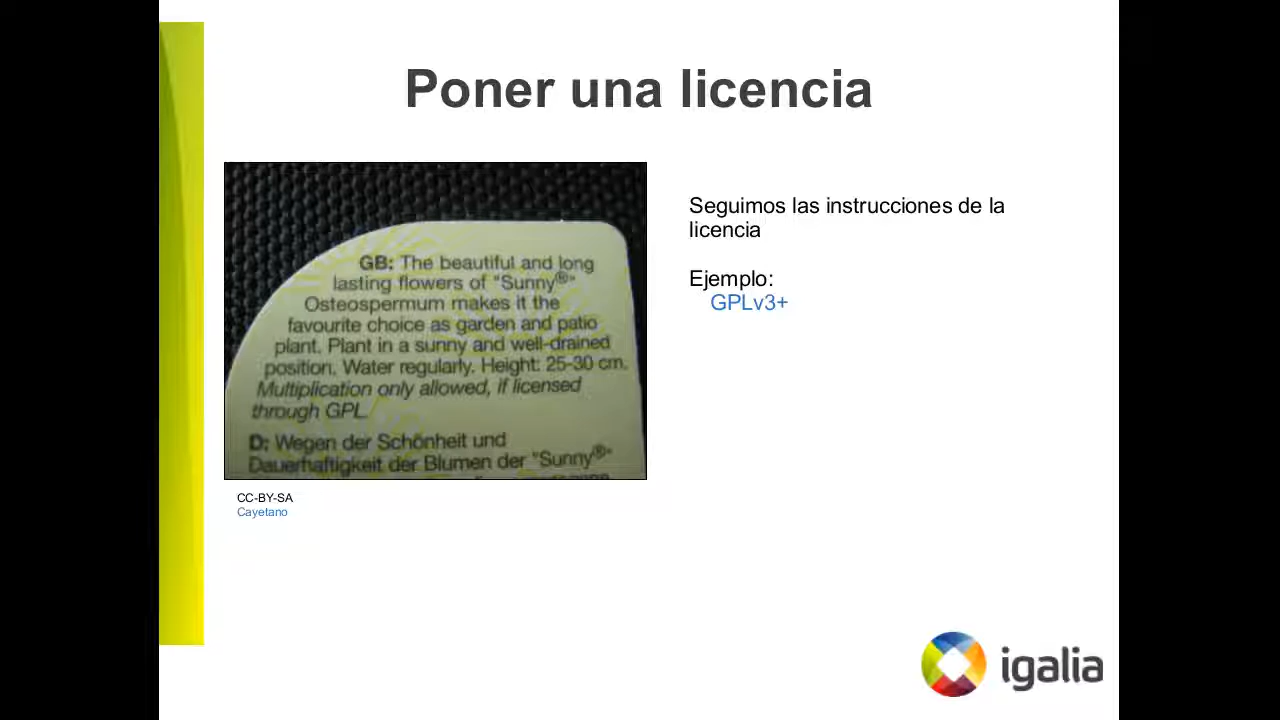 Poner una licencia
GB: The beautiful and long
lasting flowers of "Sunny®"
Osteospermum makes it the
favourite choice as garden and patio
plant. Plant in a sunny and well-drained
position. Water regularly. Height: 25-30 cm.
Multiplication only allowed, if licensed
through GPL.
D: Wegen der Schönheit und
Dauerhaftigkeit der Blumen der "Sunny®"
CC-BY-SA
Cayetano
Seguimos las instrucciones de la
licencia
Ejemplo:
GPLv3+
igalia